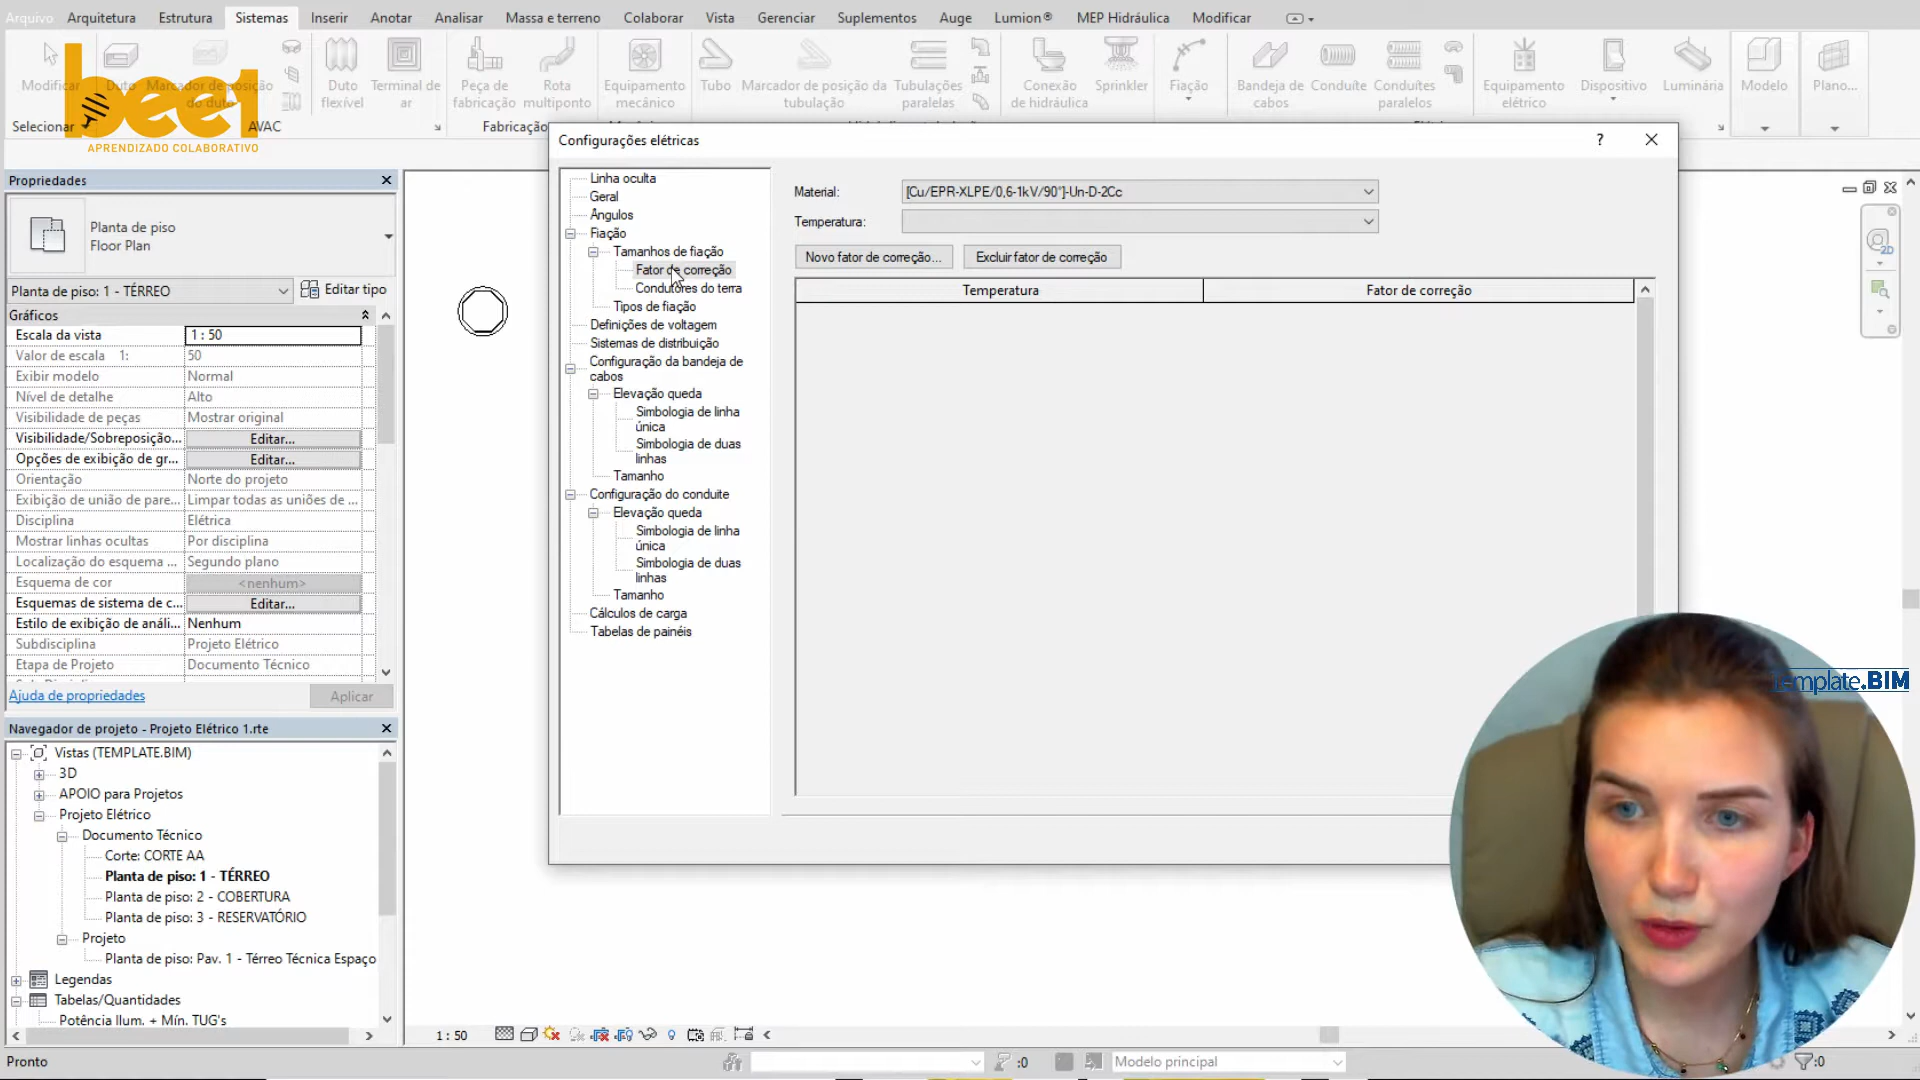 Arquivo Arquitetura Estrutura Sistemas Inserir Anotar Analisar Massa e terreno Colaborar Vista Gerenciar Suplementos Auge Lumion® MEP Hidráulica Modificar
Modificar Duto Marcador de posição do duto Duto flexível Terminal de ar Peça de fabricação Rota multiponto Equipamento mecânico Tubo Marcador de posição da tubulação Tubulações paralelas Conexão de hidráulica Sprinkler Fiação Bandeja de cabos Conduíte Conduítes paralelos Equipamento elétrico Dispositivo Luminária Modelo Plano...
Selecionar AVAC Fabricação
bee1
APRENDIZADO COLABORATIVO
Propriedades
Planta de piso
Floor Plan
Planta de piso: 1 - TÉRREO Editar tipo
Gráficos
Escala da vista 1 : 50
Valor de escala 1: 50
Exibir modelo Normal
Nível de detalhe Alto
Visibilidade de peças Mostrar original
Visibilidade/Sobreposição... Editar...
Opções de exibição de gr... Editar...
Orientação Norte do projeto
Exibição de união de pare... Limpar todas as uniões de ...
Disciplina Elétrica
Mostrar linhas ocultas Por disciplina
Localização do esquema ... Segundo plano
Esquema de cor <nenhum>
Esquemas de sistema de c... Editar...
Estilo de exibição de análi... Nenhum
Subdisciplina Projeto Elétrico
Etapa de Projeto Documento Técnico
Ajuda de propriedades Aplicar
Navegador de projeto - Projeto Elétrico 1.rte
Vistas (TEMPLATE.BIM)
3D
APOIO para Projetos
Projeto Elétrico
Documento Técnico
Corte: CORTE AA
Planta de piso: 1 - TÉRREO
Planta de piso: 2 - COBERTURA
Planta de piso: 3 - RESERVATÓRIO
Projeto
Planta de piso: Pav. 1 - Térreo Técnica Espaço
Legendas
Tabelas/Quantidades
Potência Ilum. + Mín. TUG's
Configurações elétricas ?
Linha oculta
Geral
Ângulos
Fiação
Tamanhos de fiação
Fator de correção
Condutores do terra
Tipos de fiação
Definições de voltagem
Sistemas de distribuição
Configuração da bandeja de
cabos
Elevação queda
Simbologia de linha
única
Simbologia de duas
linhas
Tamanho
Configuração do conduite
Elevação queda
Simbologia de linha
única
Simbologia de duas
linhas
Tamanho
Cálculos de carga
Tabelas de painéis
Material: [Cu/EPR-XLPE/0,6-1kV/90°]-Un-D-2Cc
Temperatura:
Novo fator de correção... Excluir fator de correção
Temperatura Fator de correção
2D
Template.BIM
1 : 50
Pronto :0 Modelo principal :0